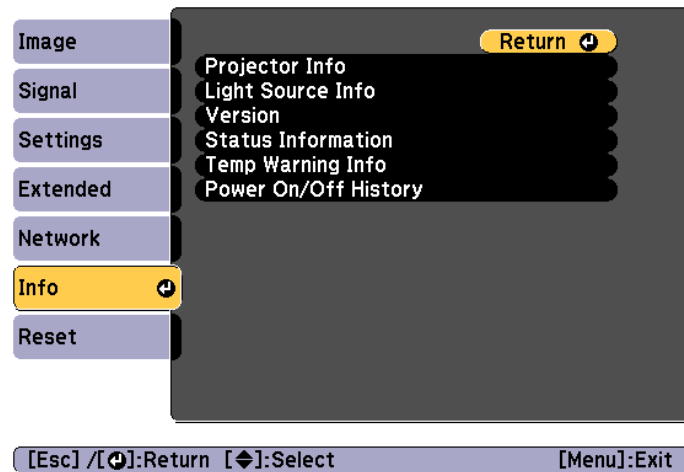 Image
Signal
Settings
Extended
Network
Info
Reset
Return
Projector Info
Light Source Info
Version
Status Information
Temp Warning Info
Power On/Off History
[Esc] /[⏎]:Return [◆]:Select [Menu]:Exit